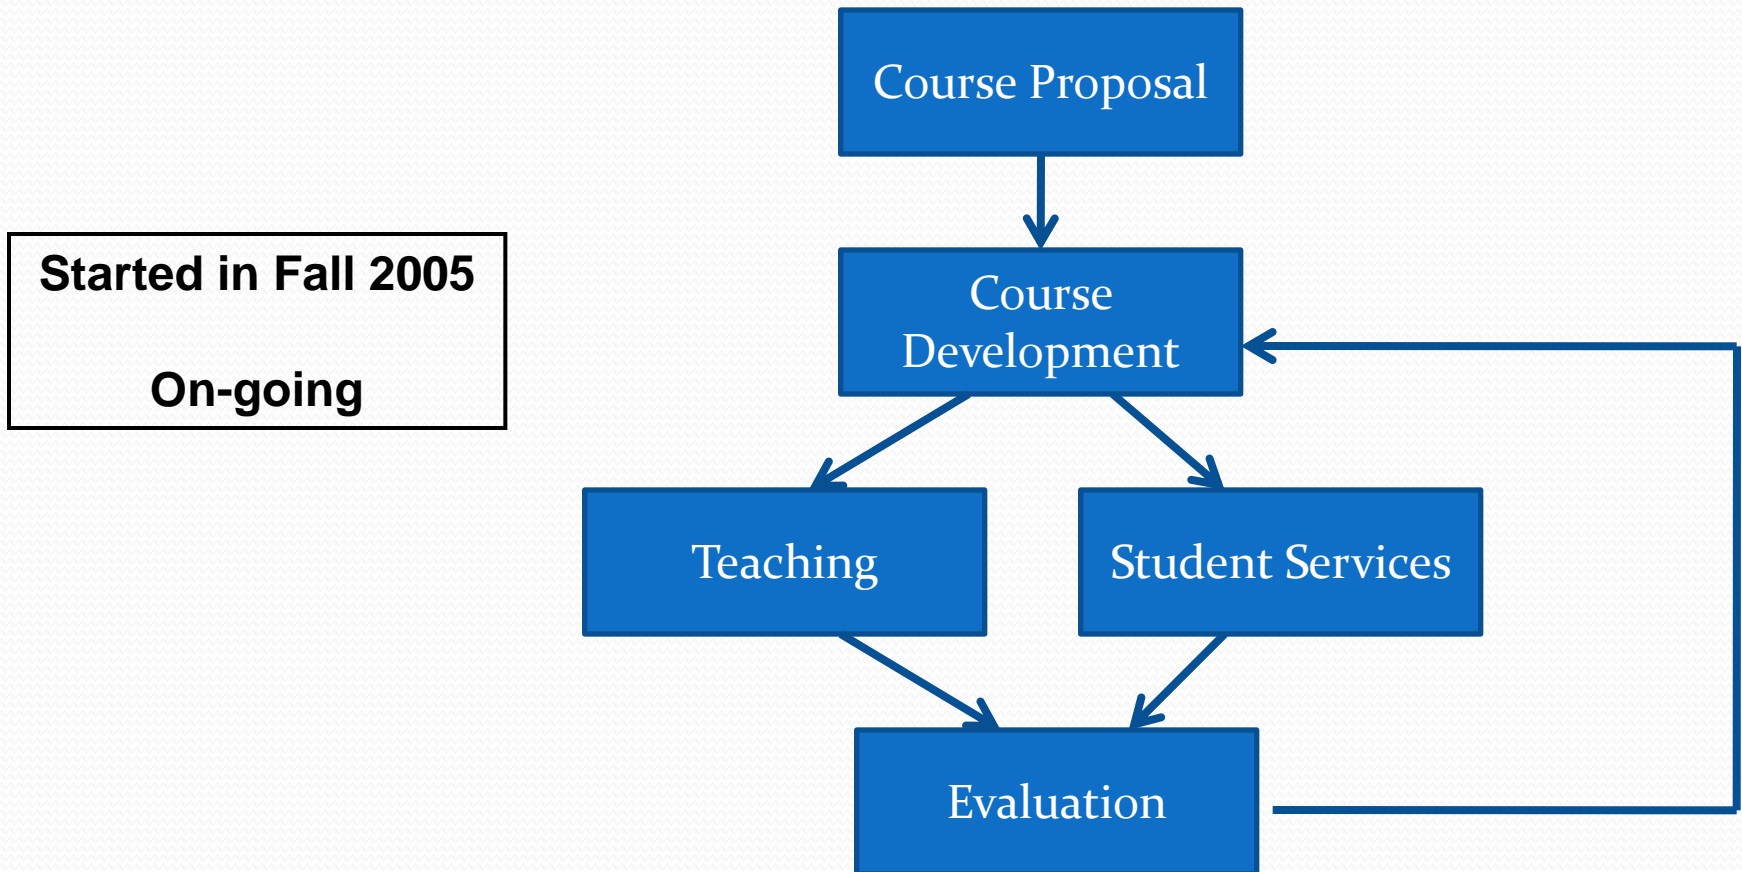 Course Proposal
Started in Fall 2005
On-going
Course
Development
Teaching
Student Services
Evaluation